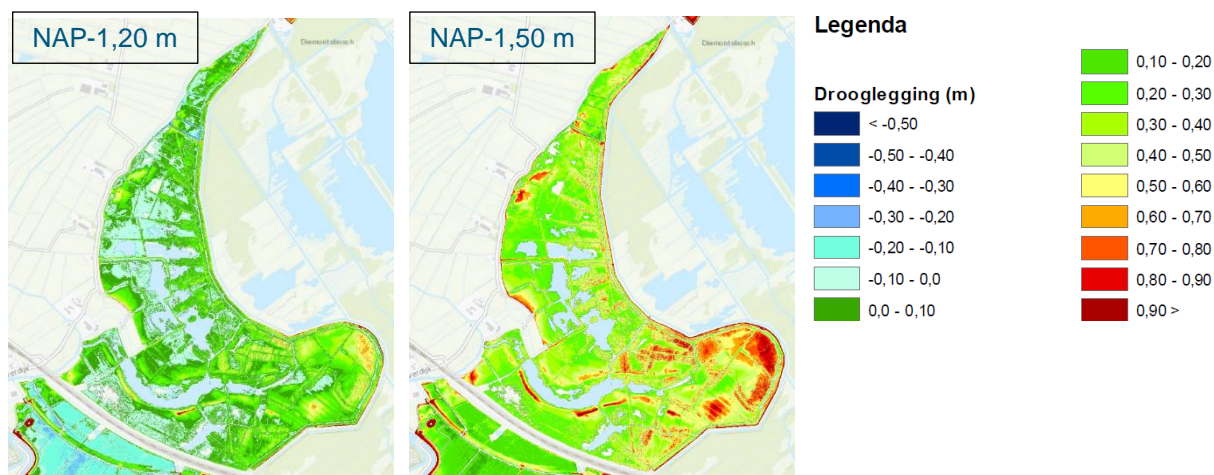 NAP-1,20 m
Diemontsbosch
NAP-1,50 m
Diemontsbosch
Legenda
Drooglegging (m)
< -0,50
-0,50 - -0,40
-0,40 - -0,30
-0,30 - -0,20
-0,20 - -0,10
-0,10 - 0,0
0,0 - 0,10
0,10 - 0,20
0,20 - 0,30
0,30 - 0,40
0,40 - 0,50
0,50 - 0,60
0,60 - 0,70
0,70 - 0,80
0,80 - 0,90
0,90 >